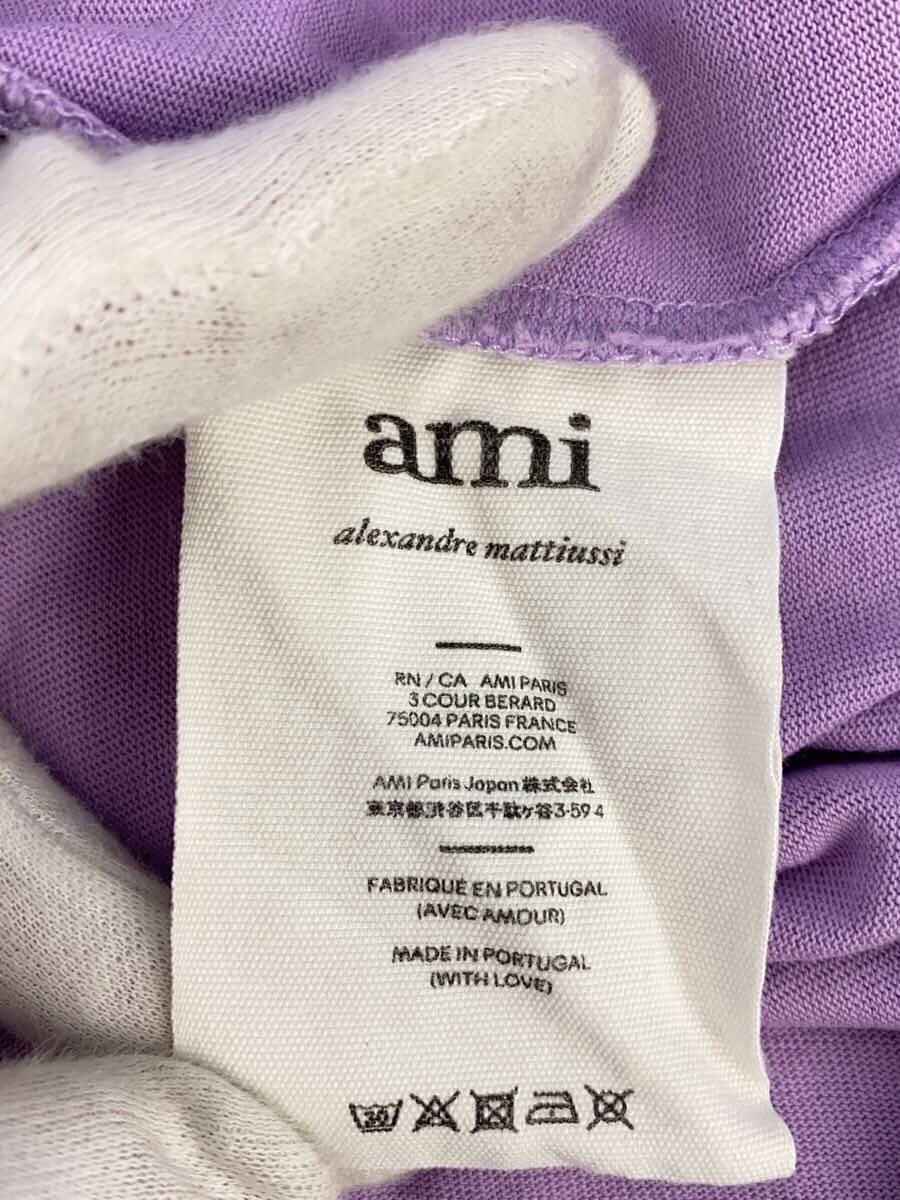 ami
alexandre mattiussi
RN / CA AMI PARIS
3 COUR BERARD
75004 PARIS FRANCE
AMIPARIS.COM
AMI Paris Japan 株式会社
東京都渋谷区千駄ヶ谷3-59-4
FABRIQUÉ EN PORTUGAL
(AVEC AMOUR)
MADE IN PORTUGAL
(WITH LOVE)
30